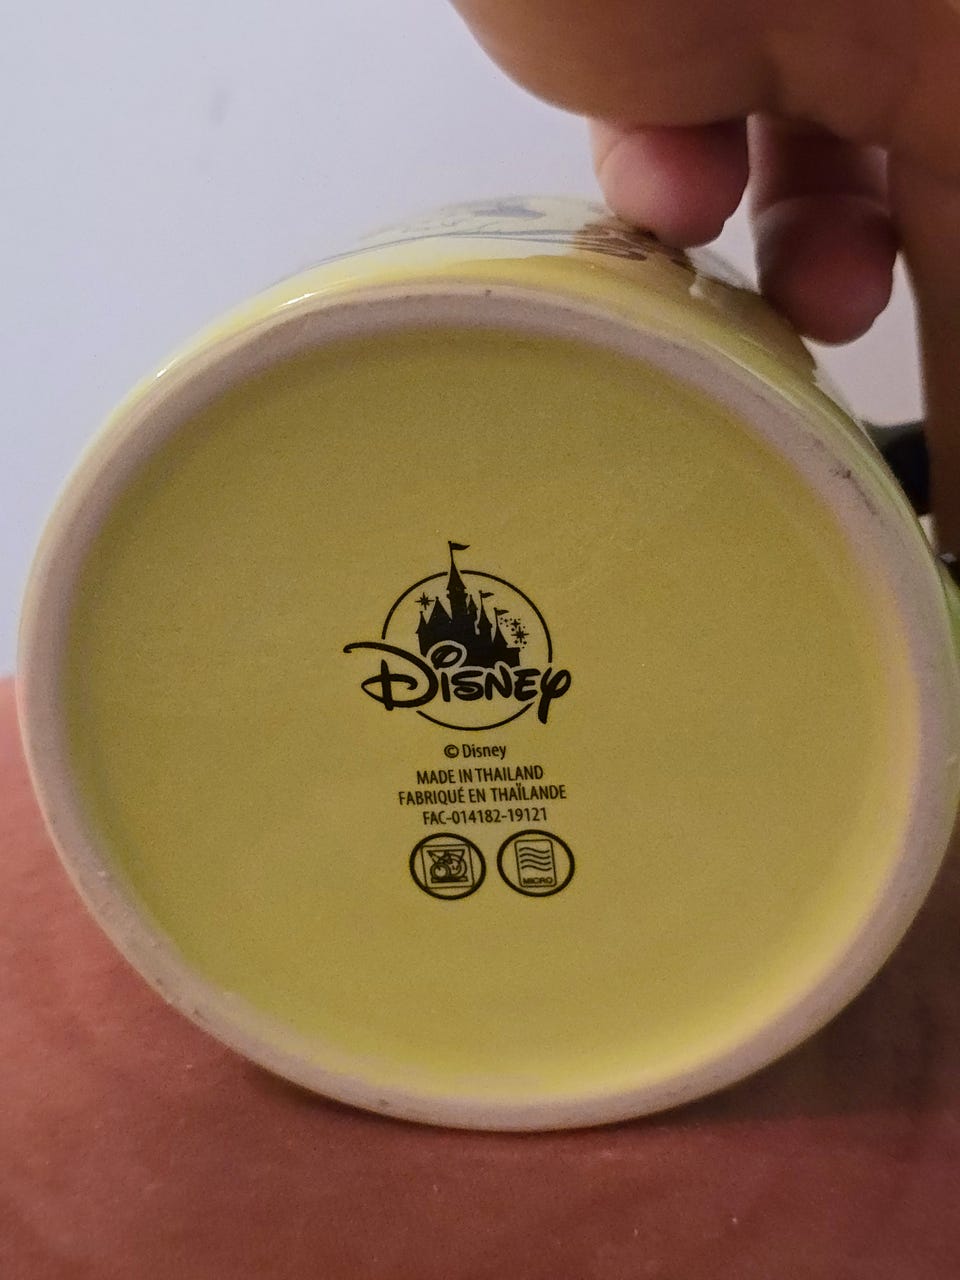 Disney
© Disney
MADE IN THAILAND
FABRIQUÉ EN THAÏLANDE
FAC-014182-19121
MICRO